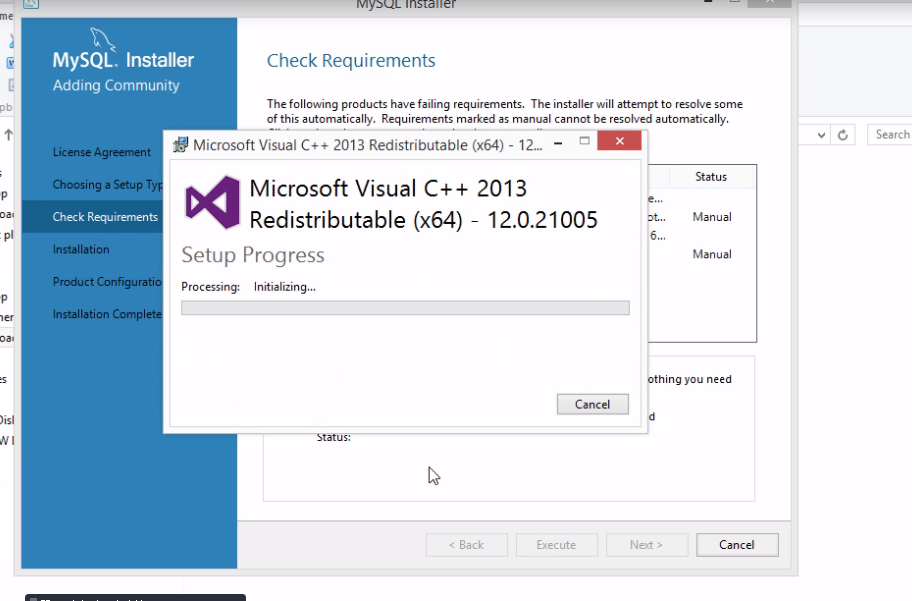 MySQL Installer
MySQL. Installer
Adding Community
License Agreement
Choosing a Setup Typ
Check Requirements
Installation
Product Configuratio
Installation Complete
Check Requirements
The following products have failing requirements. The installer will attempt to resolve some
of this automatically. Requirements marked as manual cannot be resolved automatically.
Status
Manual
Manual
Microsoft Visual C++ 2013 Redistributable (x64) - 12...
Microsoft Visual C++ 2013
Redistributable (x64) - 12.0.21005
Setup Progress
Processing: Initializing...
Cancel
othing you need
Status:
< Back
Execute
Next >
Cancel
Search